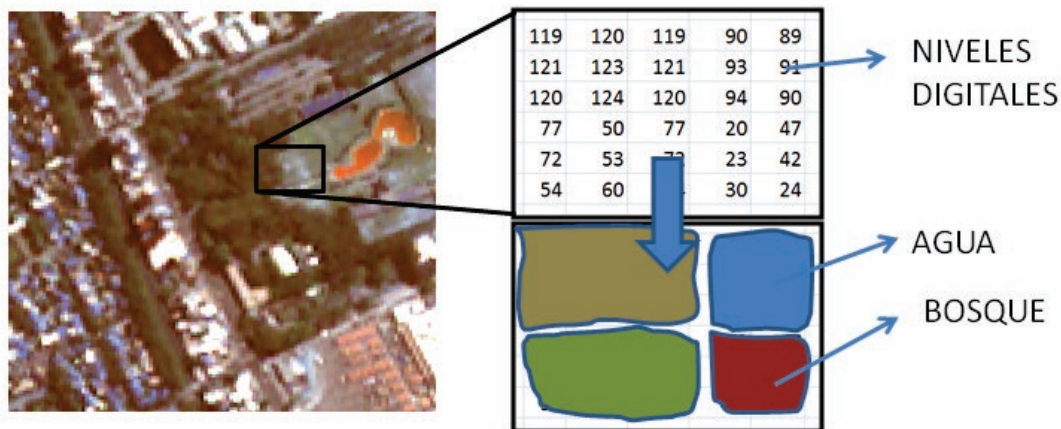 119 120 119 90 89
121 123 121 93 91
120 124 120 94 90
77 50 77 20 47
72 53 23 42
54 60 30 24
NIVELES
DIGITALES
AGUA
BOSQUE